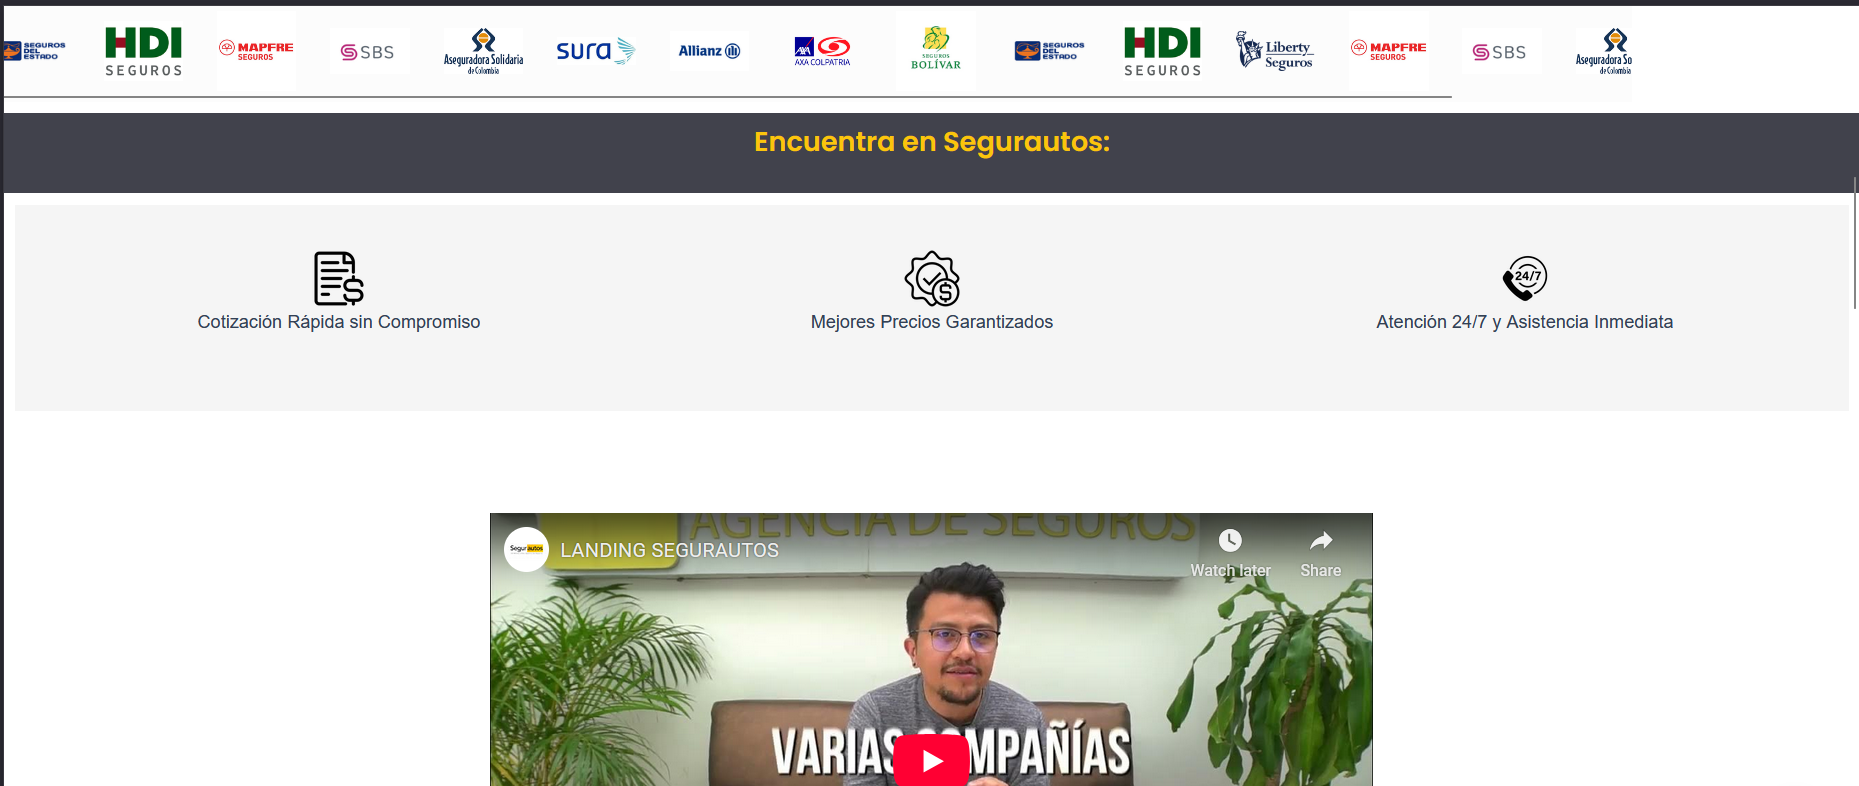 SEGUROS DEL ESTADO
HDI SEGUROS
MAPFRE SEGUROS
SBS
Aseguradora Solidaria de Colombia
sura
Allianz
AXA COLPATRIA
SEGUROS BOLÍVAR
SEGUROS DEL ESTADO
HDI SEGUROS
Liberty Seguros
MAPFRE SEGUROS
SBS
Aseguradora So
de Colombia
Encuentra en Segurautos:
Cotización Rápida sin Compromiso
Mejores Precios Garantizados
24/7
Atención 24/7 y Asistencia Inmediata
AGENCIA DE SEGUROS
Segurautos
LANDING SEGURAUTOS
Watch later
Share
VARIAS COMPAÑÍAS